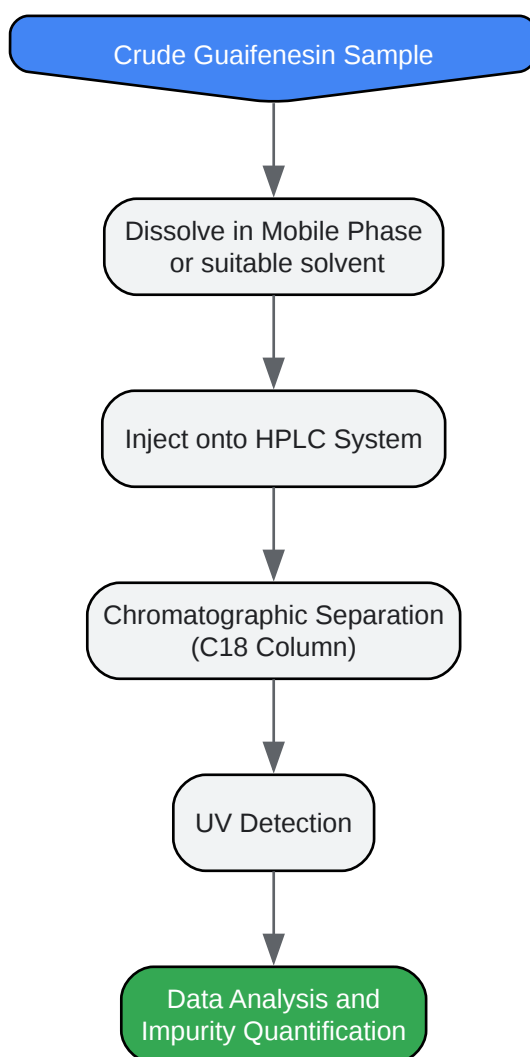 Crude Guaifenesin Sample
Dissolve in Mobile Phase
or suitable solvent
Inject onto HPLC System
Chromatographic Separation
(C18 Column)
UV Detection
Data Analysis and
Impurity Quantification